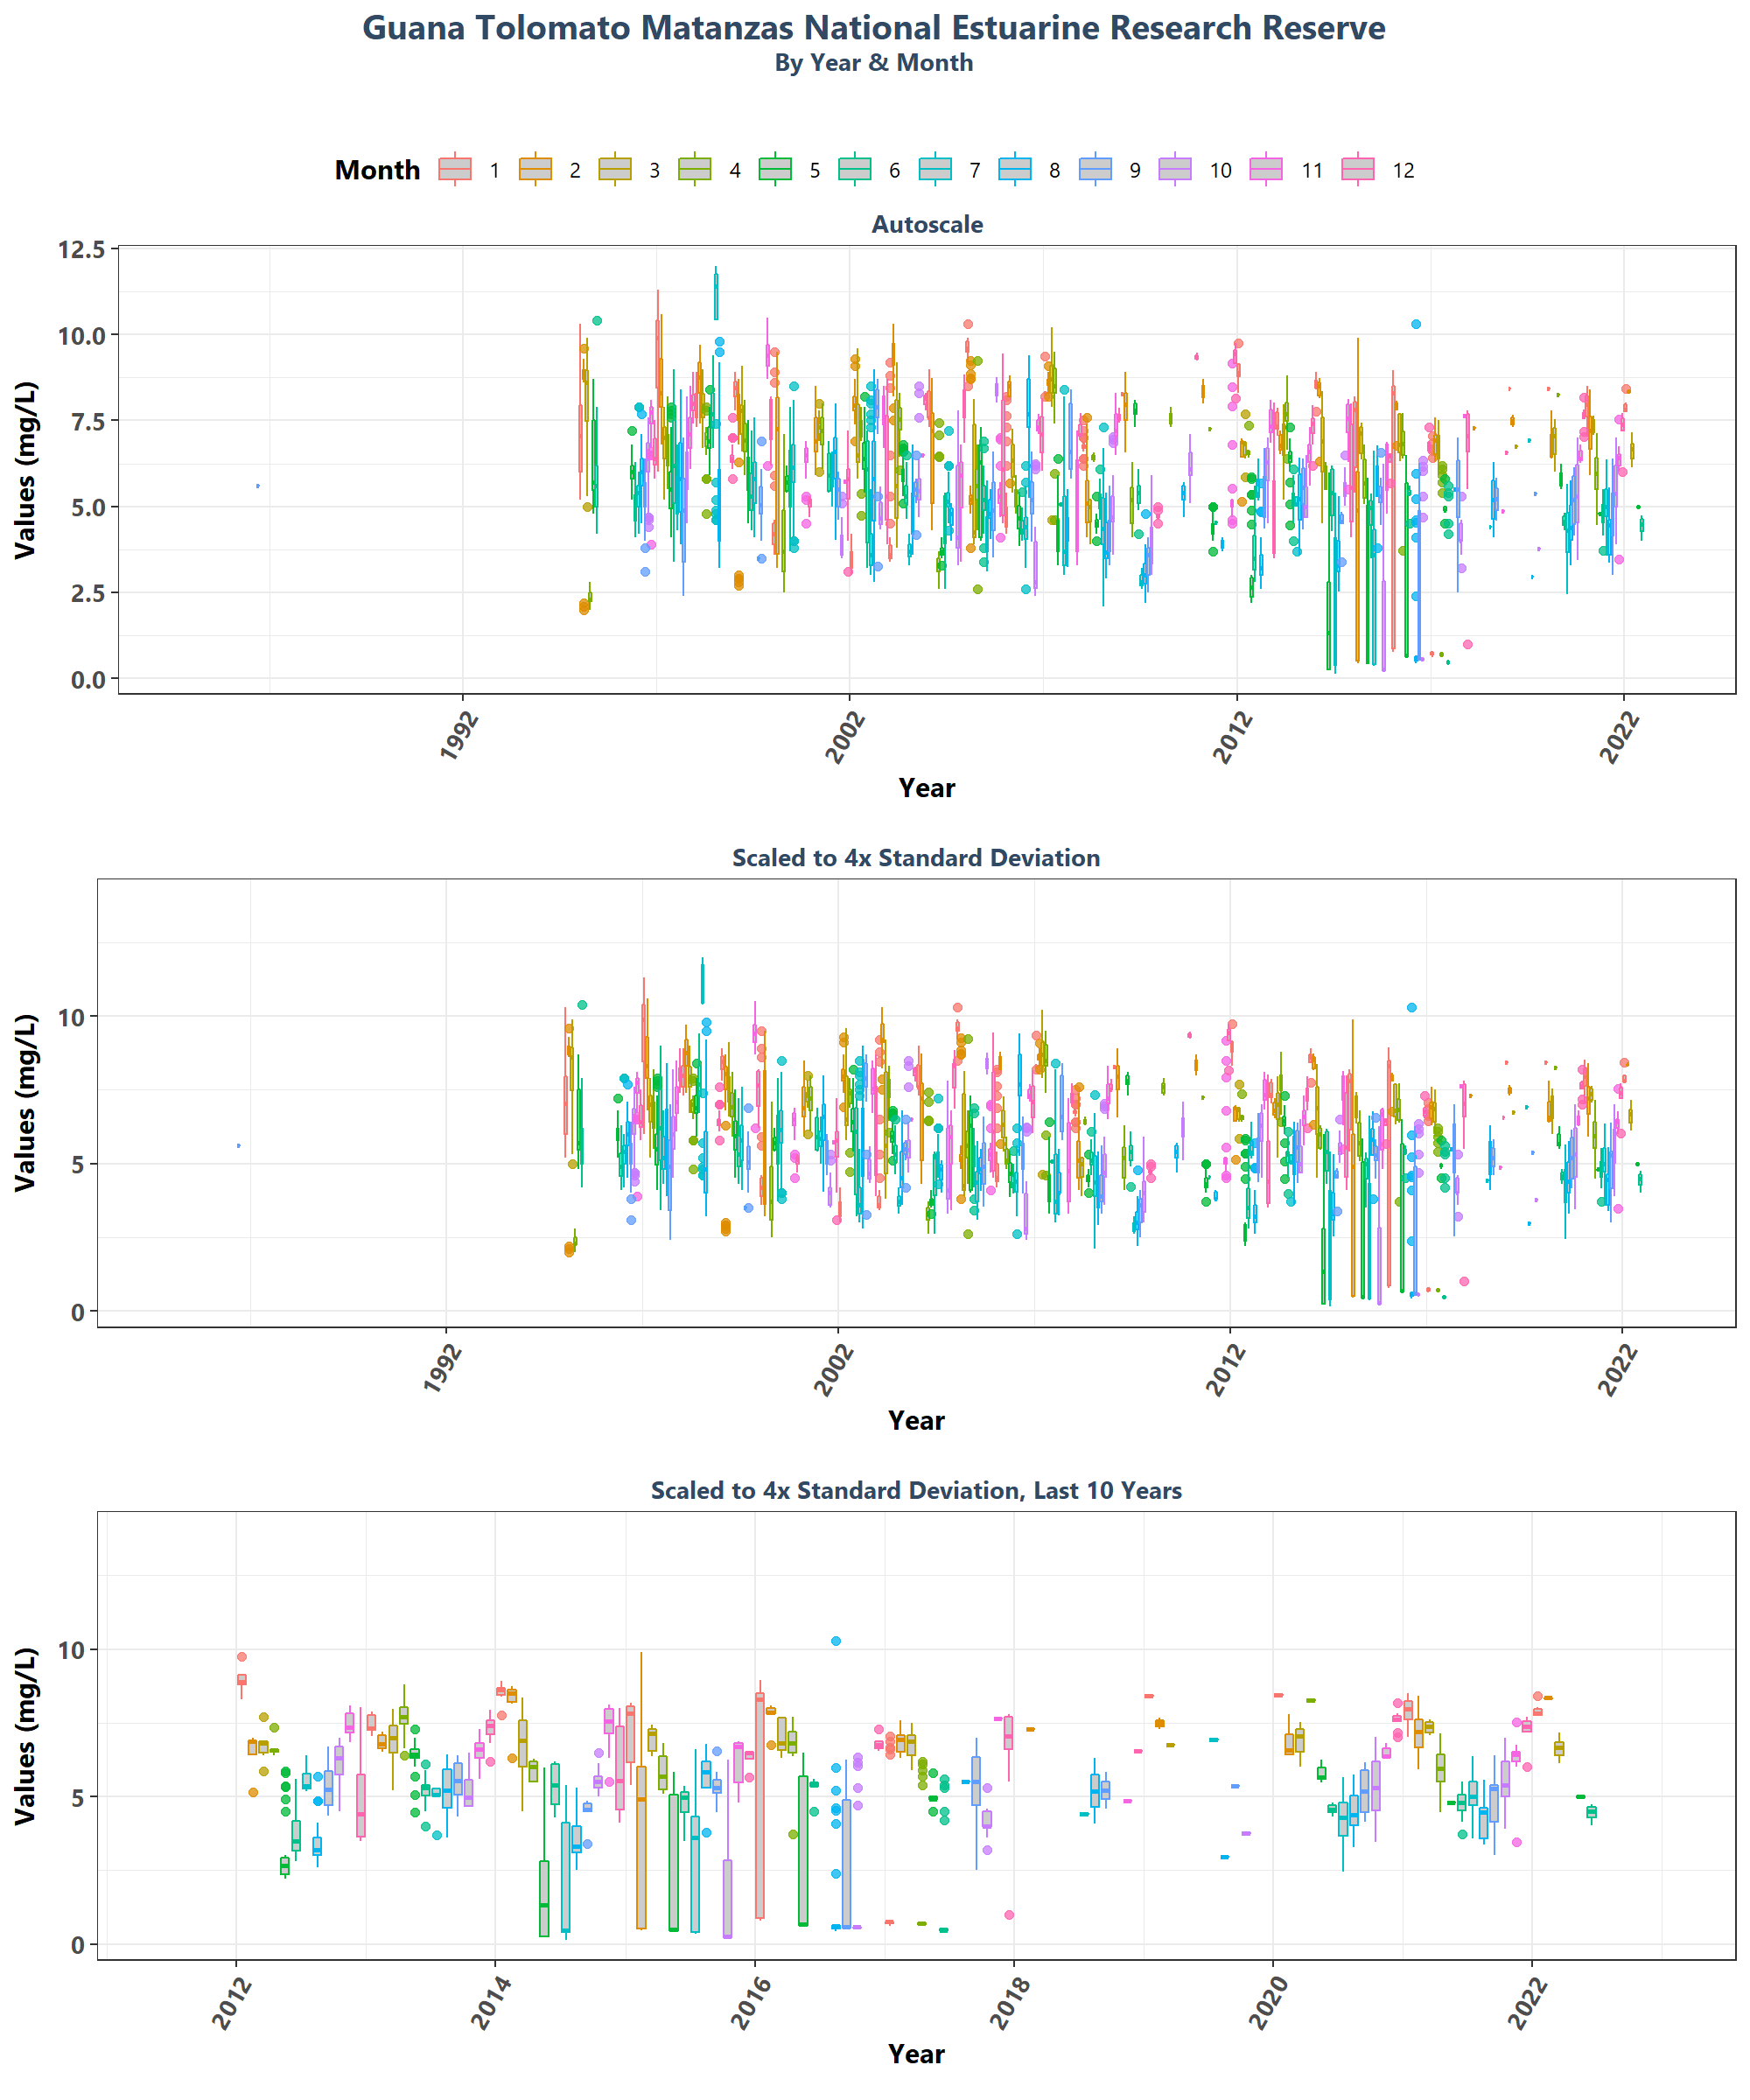 Guana Tolomato Matanzas National Estuarine Research Reserve
By Year & Month
Month 1 2 3 4 5 6 7 8 9 10 11 12
Autoscale
Values (mg/L)
12.5
10.0
7.5
5.0
2.5
0.0
1992 2002 2012 2022
Year
Scaled to 4x Standard Deviation
Values (mg/L)
10
5
0
1992 2002 2012 2022
Year
Scaled to 4x Standard Deviation, Last 10 Years
Values (mg/L)
10
5
0
2012 2014 2016 2018 2020 2022
Year